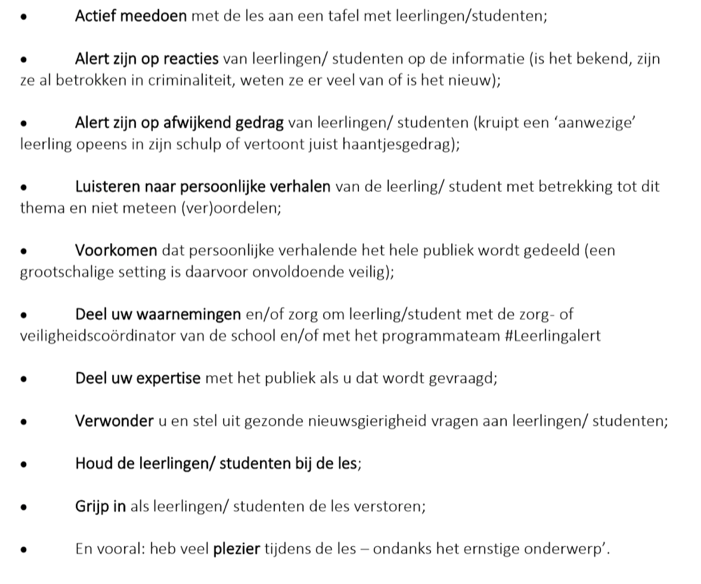 • Actief meedoen met de les aan een tafel met leerlingen/studenten;
• Alert zijn op reacties van leerlingen/ studenten op de informatie (is het bekend, zijn
ze al betrokken in criminaliteit, weten ze er veel van of is het nieuw);
• Alert zijn op afwijkend gedrag van leerlingen/ studenten (kruipt een ‘aanwezige’
leerling opeens in zijn schulp of vertoont juist haantjesgedrag);
• Luisteren naar persoonlijke verhalen van de leerling/ student met betrekking tot dit
thema en niet meteen (ver)oordelen;
• Voorkomen dat persoonlijke verhalende het hele publiek wordt gedeeld (een
grootschalige setting is daarvoor onvoldoende veilig);
• Deel uw waarnemingen en/of zorg om leerling/student met de zorg- of
veiligheidscoördinator van de school en/of met het programmateam #Leerlingalert
• Deel uw expertise met het publiek als u dat wordt gevraagd;
• Verwonder u en stel uit gezonde nieuwsgierigheid vragen aan leerlingen/ studenten;
• Houd de leerlingen/ studenten bij de les;
• Grijp in als leerlingen/ studenten de les verstoren;
• En vooral: heb veel plezier tijdens de les – ondanks het ernstige onderwerp’.